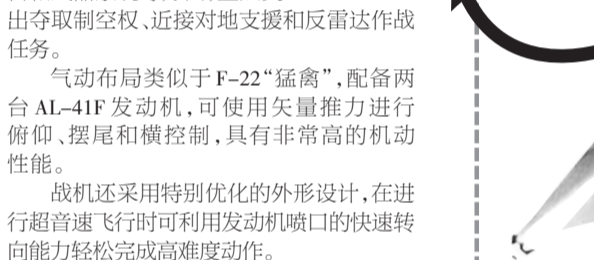 出夺取制空权、近接对地支援和反雷达作战
任务。
气动布局类似于F-22“猛禽”,配备两
台AL-41F发动机,可使用矢量推力进行
俯仰、摆尾和横控制,具有非常高的机动
性能。
战机还采用特别优化的外形设计,在进
行超音速飞行时可利用发动机喷口的快速转
向能力轻松完成高难度动作。